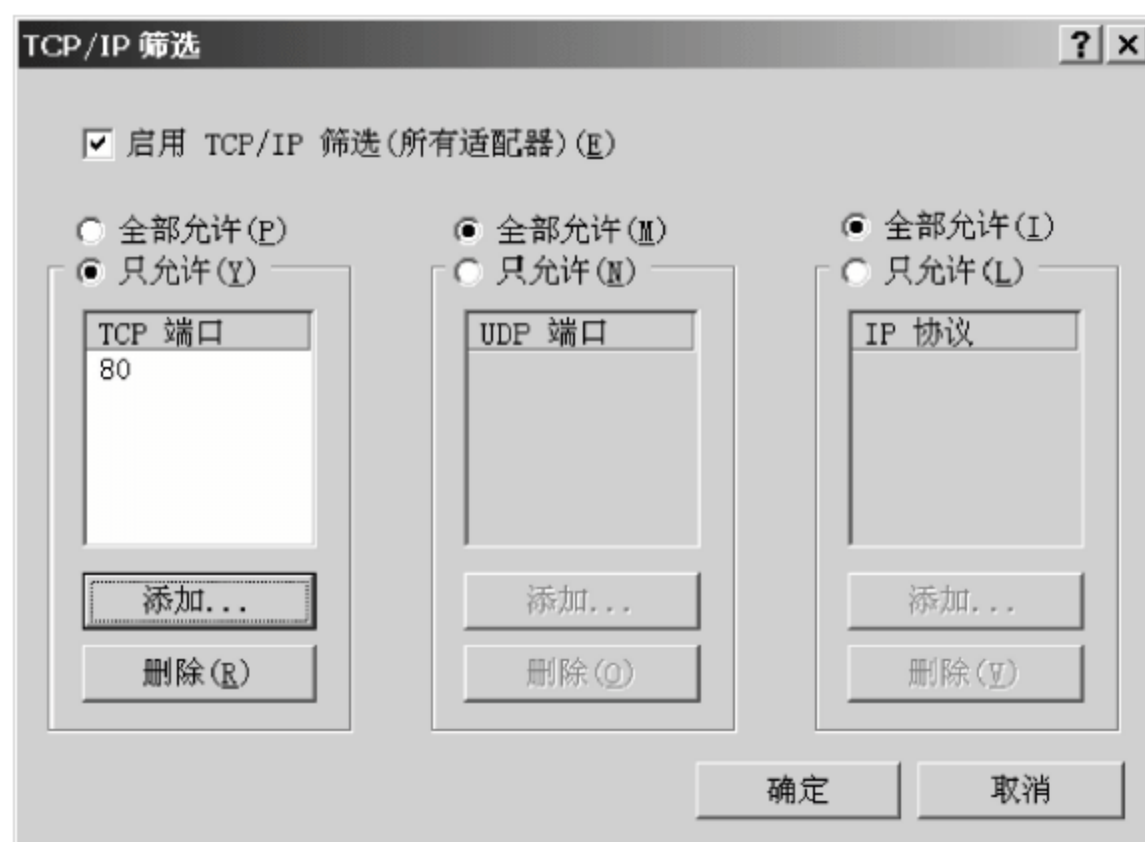 TCP/IP 筛选
启用 TCP/IP 筛选(所有适配器)(E)
全部允许(P)
只允许(Y)
TCP 端口
80
添加...
删除(R)
全部允许(M)
只允许(N)
UDP 端口
添加...
删除(O)
全部允许(I)
只允许(L)
IP 协议
添加...
删除(V)
确定
取消